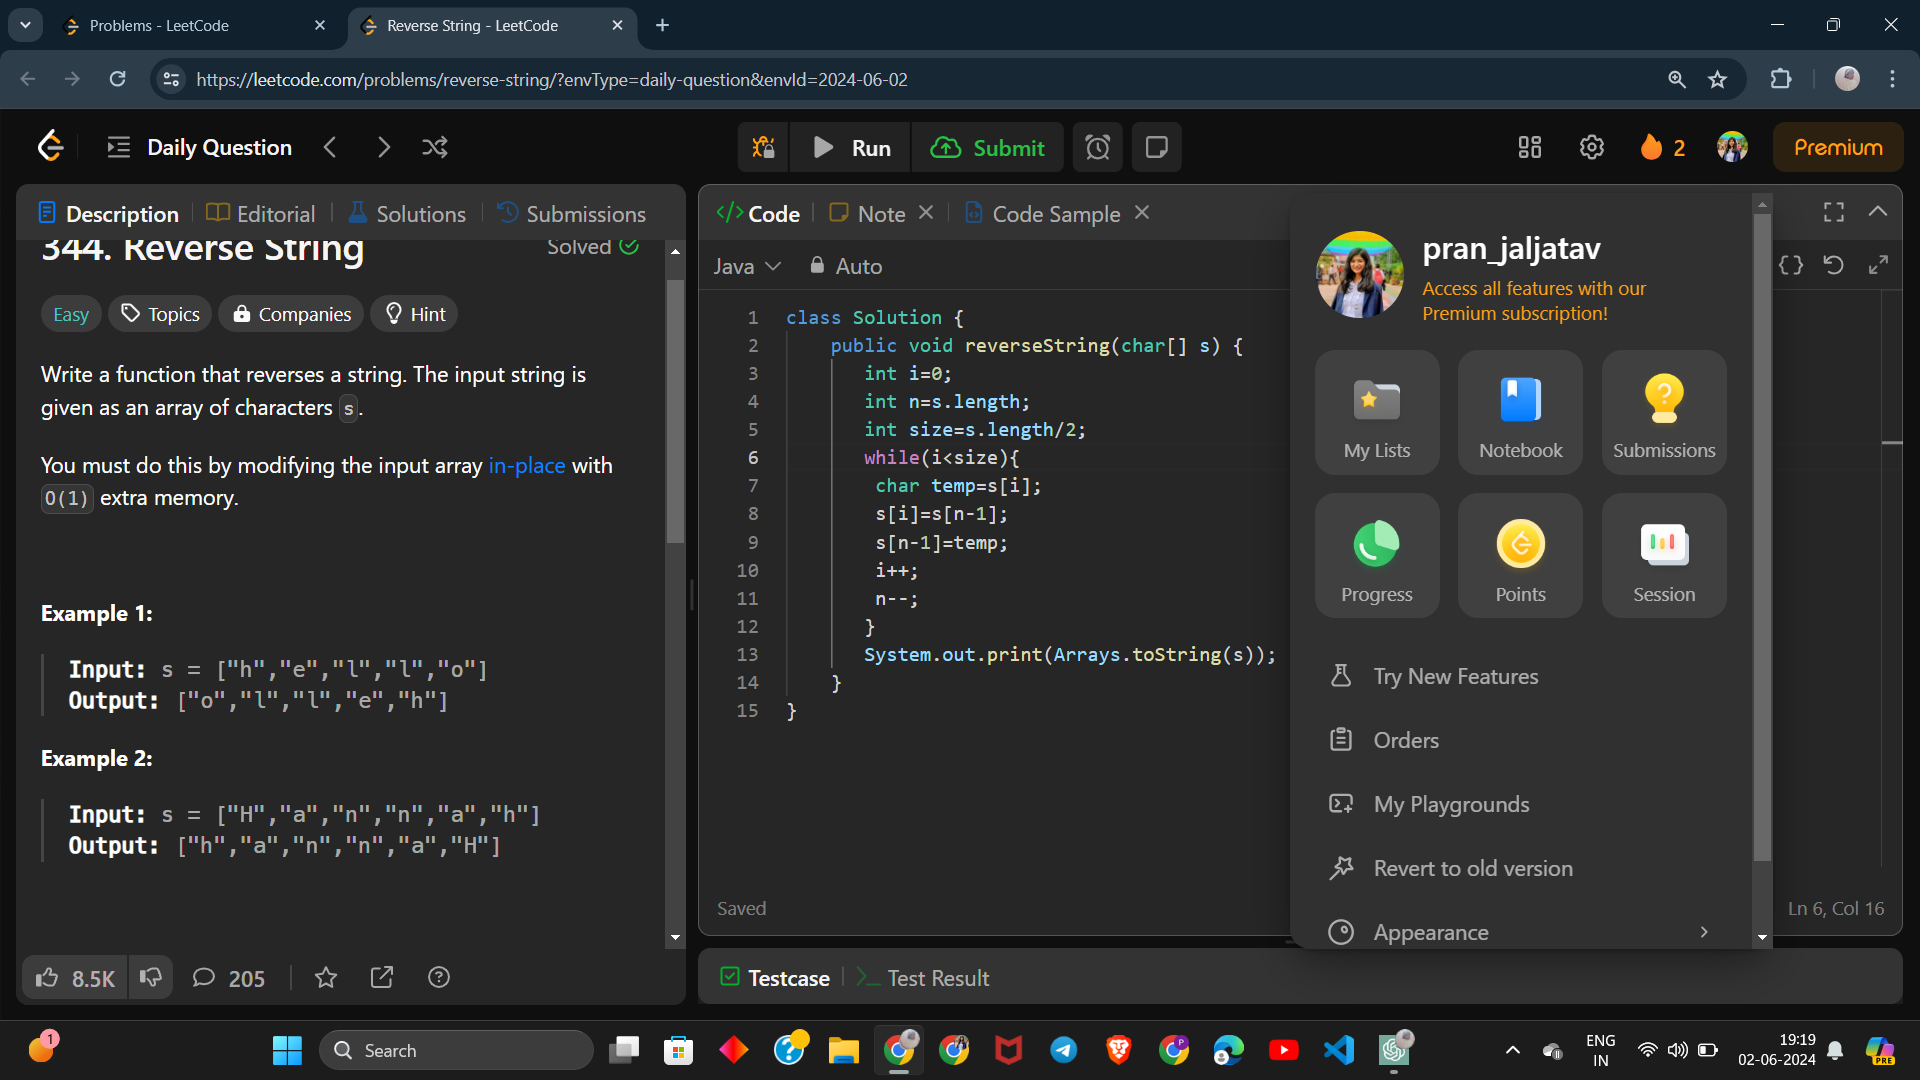 Problems - LeetCode
Reverse String - LeetCode
https://leetcode.com/problems/reverse-string/?envType=daily-question&envId=2024-06-02
Daily Question
Run
Submit
2
Premium
Description
Editorial
Solutions
Submissions
344. Reverse String
Solved
Easy
Topics
Companies
Hint
Write a function that reverses a string. The input string is
given as an array of characters s.
You must do this by modifying the input array in-place with
O(1) extra memory.
Example 1:
Input: s = ["h","e","l","l","o"]
Output: ["o","l","l","e","h"]
Example 2:
Input: s = ["H","a","n","n","a","h"]
Output: ["h","a","n","n","a","H"]
8.5K
205
</> Code
Note
Code Sample
Java
Auto
1 class Solution {
2 public void reverseString(char[] s) {
3 int i=0;
4 int n=s.length;
5 int size=s.length/2;
6 while(i<size){
7 char temp=s[i];
8 s[i]=s[n-1];
9 s[n-1]=temp;
10 i++;
11 n--;
12 }
13 System.out.print(Arrays.toString(s));
14 }
15 }
Saved
Ln 6, Col 16
Testcase
Test Result
pran_jaljatav
Access all features with our
Premium subscription!
My Lists
Notebook
Submissions
Progress
Points
Session
Try New Features
Orders
My Playgrounds
Revert to old version
Appearance
1
Search
P
PRE
ENG
IN
19:19
02-06-2024